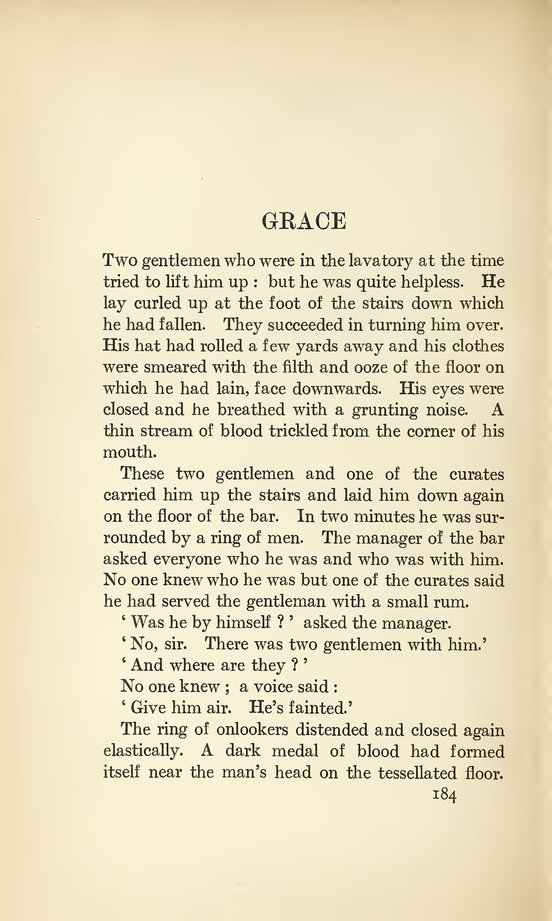 GRACE
Two gentlemen who were in the lavatory at the time
tried to lift him up : but he was quite helpless. He
lay curled up at the foot of the stairs down which
he had fallen. They succeeded in turning him over.
His hat had rolled a few yards away and his clothes
were smeared with the filth and ooze of the floor on
which he had lain, face downwards. His eyes were
closed and he breathed with a grunting noise. A
thin stream of blood trickled from the corner of his
mouth.
These two gentlemen and one of the curates
carried him up the stairs and laid him down again
on the floor of the bar. In two minutes he was sur-
rounded by a ring of men. The manager of the bar
asked everyone who he was and who was with him.
No one knew who he was but one of the curates said
he had served the gentleman with a small rum.
‘ Was he by himself ? ’ asked the manager.
‘ No, sir. There was two gentlemen with him.’
‘ And where are they ? ’
No one knew ; a voice said :
‘ Give him air. He’s fainted.’
The ring of onlookers distended and closed again
elastically. A dark medal of blood had formed
itself near the man’s head on the tessellated floor.
184